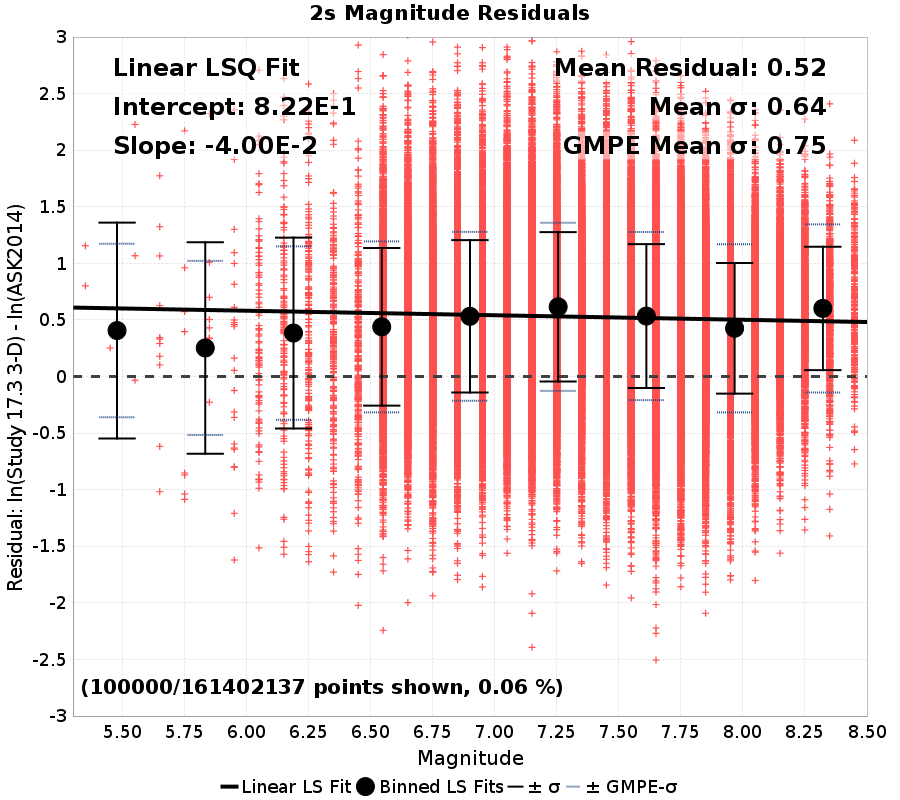 2s Magnitude Residuals
Linear LSQ Fit
Intercept: 8.22E-1
Slope: -4.00E-2
Mean Residual: 0.52
Mean σ: 0.64
GMPE Mean σ: 0.75
Residual: ln(Study 17.3 3-D) - ln(ASK2014)
3
2.5
2
1.5
1
0.5
0
-0.5
-1
-1.5
-2
-2.5
-3
(100000/161402137 points shown, 0.06 %)
5.50 5.75 6.00 6.25 6.50 6.75 7.00 7.25 7.50 7.75 8.00 8.25 8.50
Magnitude
Linear LS Fit Binned LS Fits ± σ ± GMPE-σ